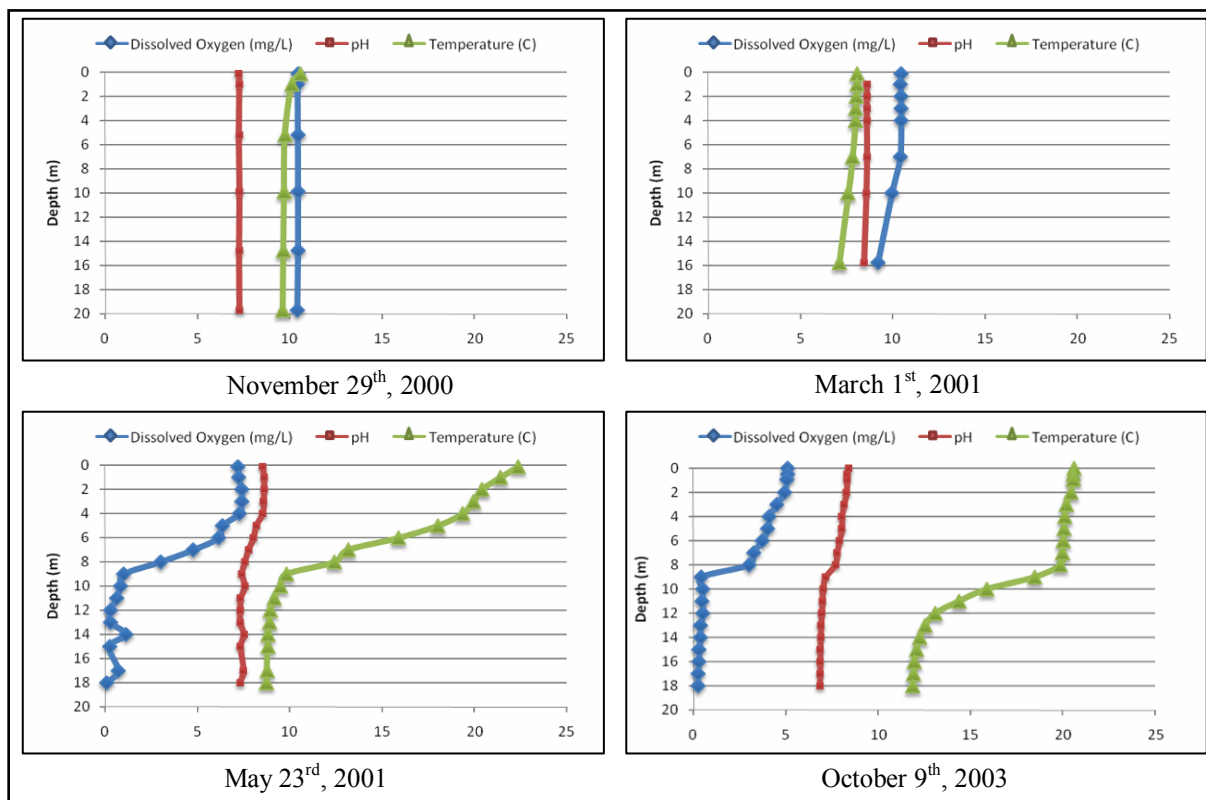 Dissolved Oxygen (mg/L) pH Temperature (C)
Depth (m)
0
2
4
6
8
10
12
14
16
18
20
0 5 10 15 20 25
November 29th, 2000
Dissolved Oxygen (mg/L) pH Temperature (C)
Depth (m)
0
2
4
6
8
10
12
14
16
18
20
0 5 10 15 20 25
March 1st, 2001
Dissolved Oxygen (mg/L) pH Temperature (C)
Depth (m)
0
2
4
6
8
10
12
14
16
18
20
0 5 10 15 20 25
May 23rd, 2001
Dissolved Oxygen (mg/L) pH Temperature (C)
Depth (m)
0
2
4
6
8
10
12
14
16
18
20
0 5 10 15 20 25
October 9th, 2003